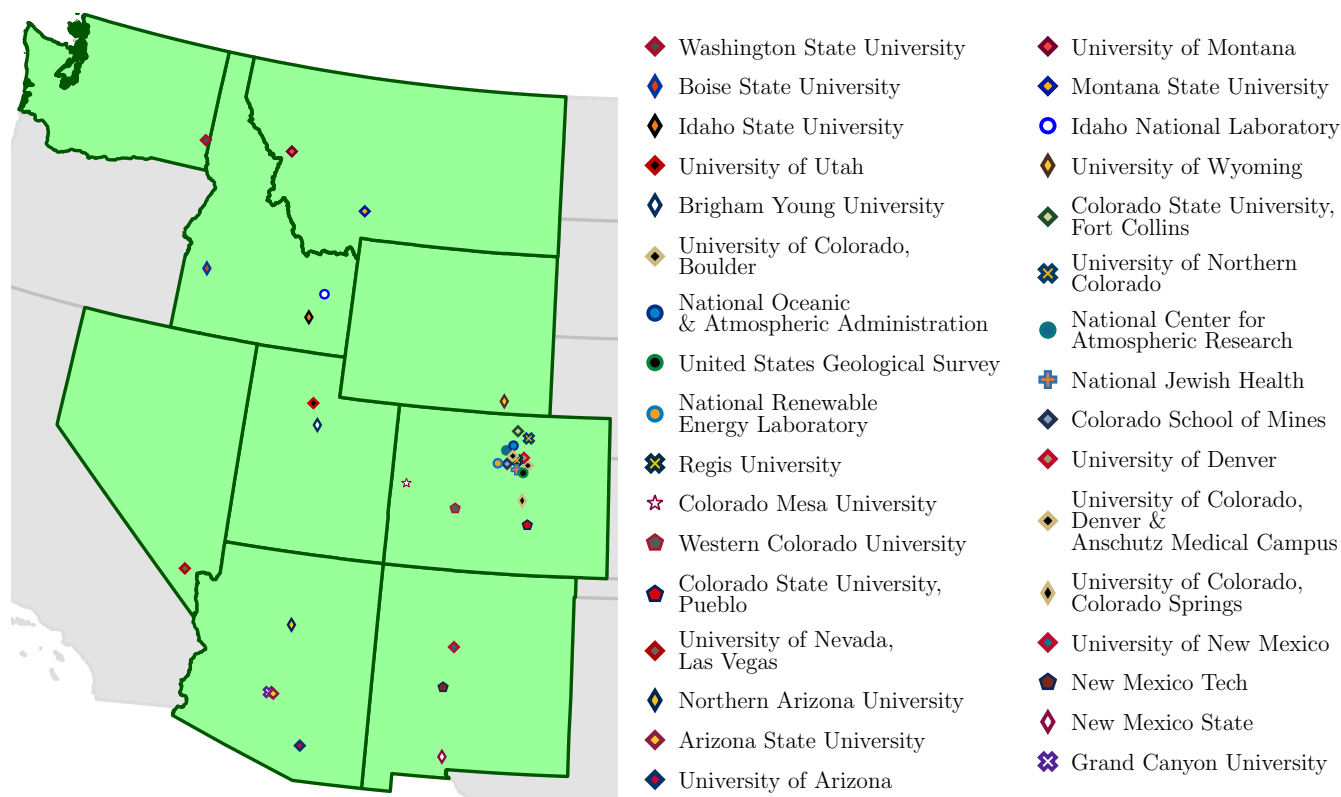 Washington State University
Boise State University
Idaho State University
University of Utah
Brigham Young University
University of Colorado,
Boulder
National Oceanic
& Atmospheric Administration
United States Geological Survey
National Renewable
Energy Laboratory
Regis University
Colorado Mesa University
Western Colorado University
Colorado State University,
Pueblo
University of Nevada,
Las Vegas
Northern Arizona University
Arizona State University
University of Arizona
University of Montana
Montana State University
Idaho National Laboratory
University of Wyoming
Colorado State University,
Fort Collins
University of Northern
Colorado
National Center for
Atmospheric Research
National Jewish Health
Colorado School of Mines
University of Denver
University of Colorado,
Denver &
Anschutz Medical Campus
University of Colorado,
Colorado Springs
University of New Mexico
New Mexico Tech
New Mexico State
Grand Canyon University